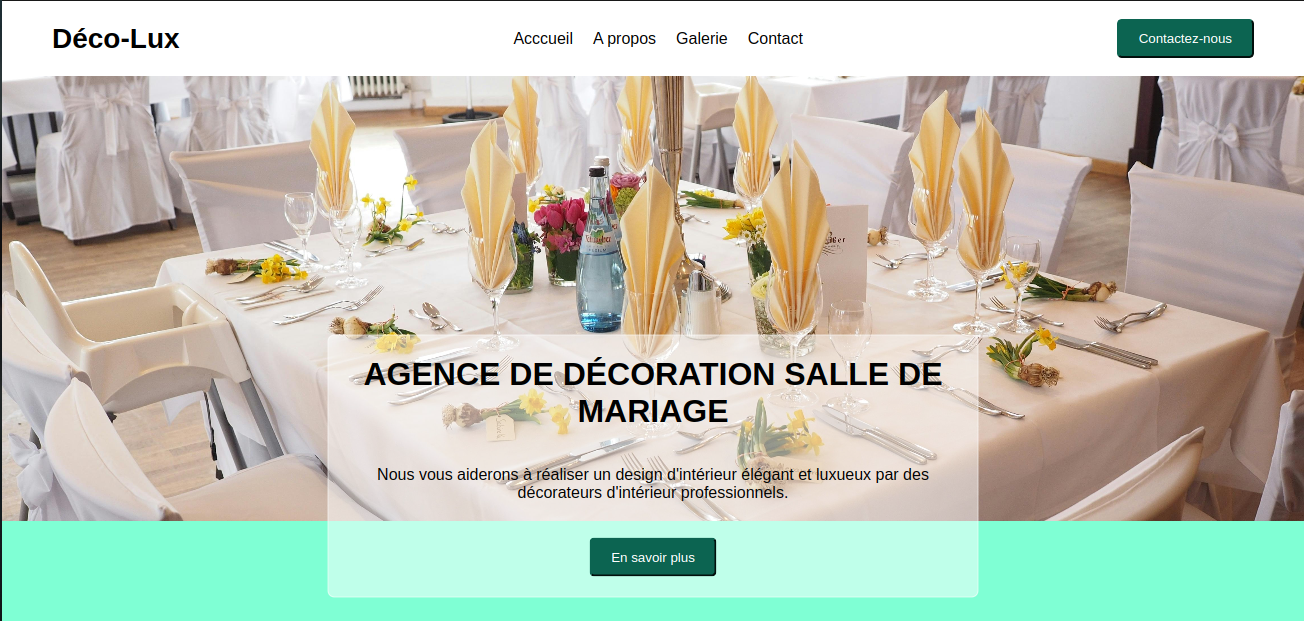 Déco-Lux
Acccueil A propos Galerie Contact
Contactez-nous
AGENCE DE DÉCORATION SALLE DE
MARIAGE
Nous vous aiderons à réaliser un design d'intérieur élégant et luxueux par des
décorateurs d'intérieur professionnels.
En savoir plus